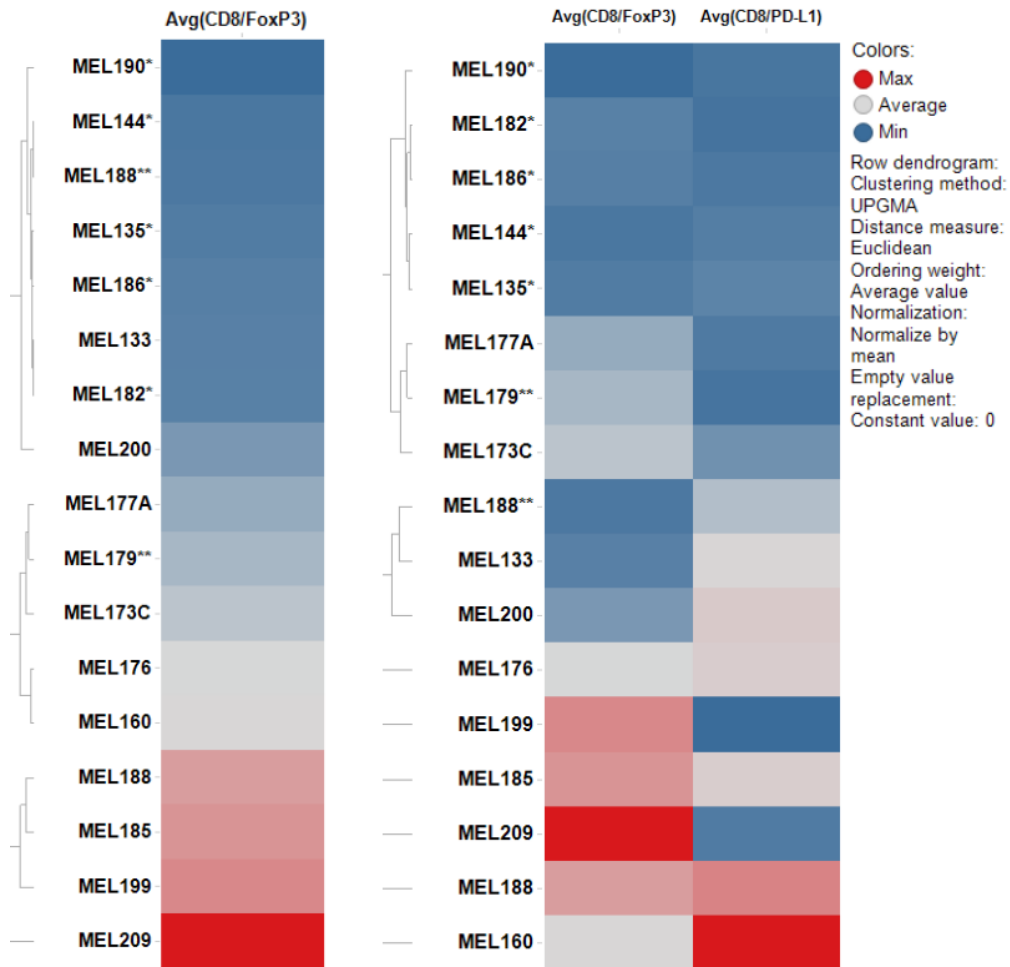 Avg(CD8/FoxP3)
MEL190*
MEL144*
MEL188**
MEL135*
MEL186*
MEL133
MEL182*
MEL200
MEL177A
MEL179**
MEL173C
MEL176
MEL160
MEL188
MEL185
MEL199
MEL209
Avg(CD8/FoxP3) Avg(CD8/PD-L1)
MEL190*
MEL182*
MEL186*
MEL144*
MEL135*
MEL177A
MEL179**
MEL173C
MEL188**
MEL133
MEL200
MEL176
MEL199
MEL185
MEL209
MEL188
MEL160
Colors:
Max
Average
Min
Row dendrogram:
Clustering method:
UPGMA
Distance measure:
Euclidean
Ordering weight:
Average value
Normalization:
Normalize by
mean
Empty value
replacement:
Constant value: 0